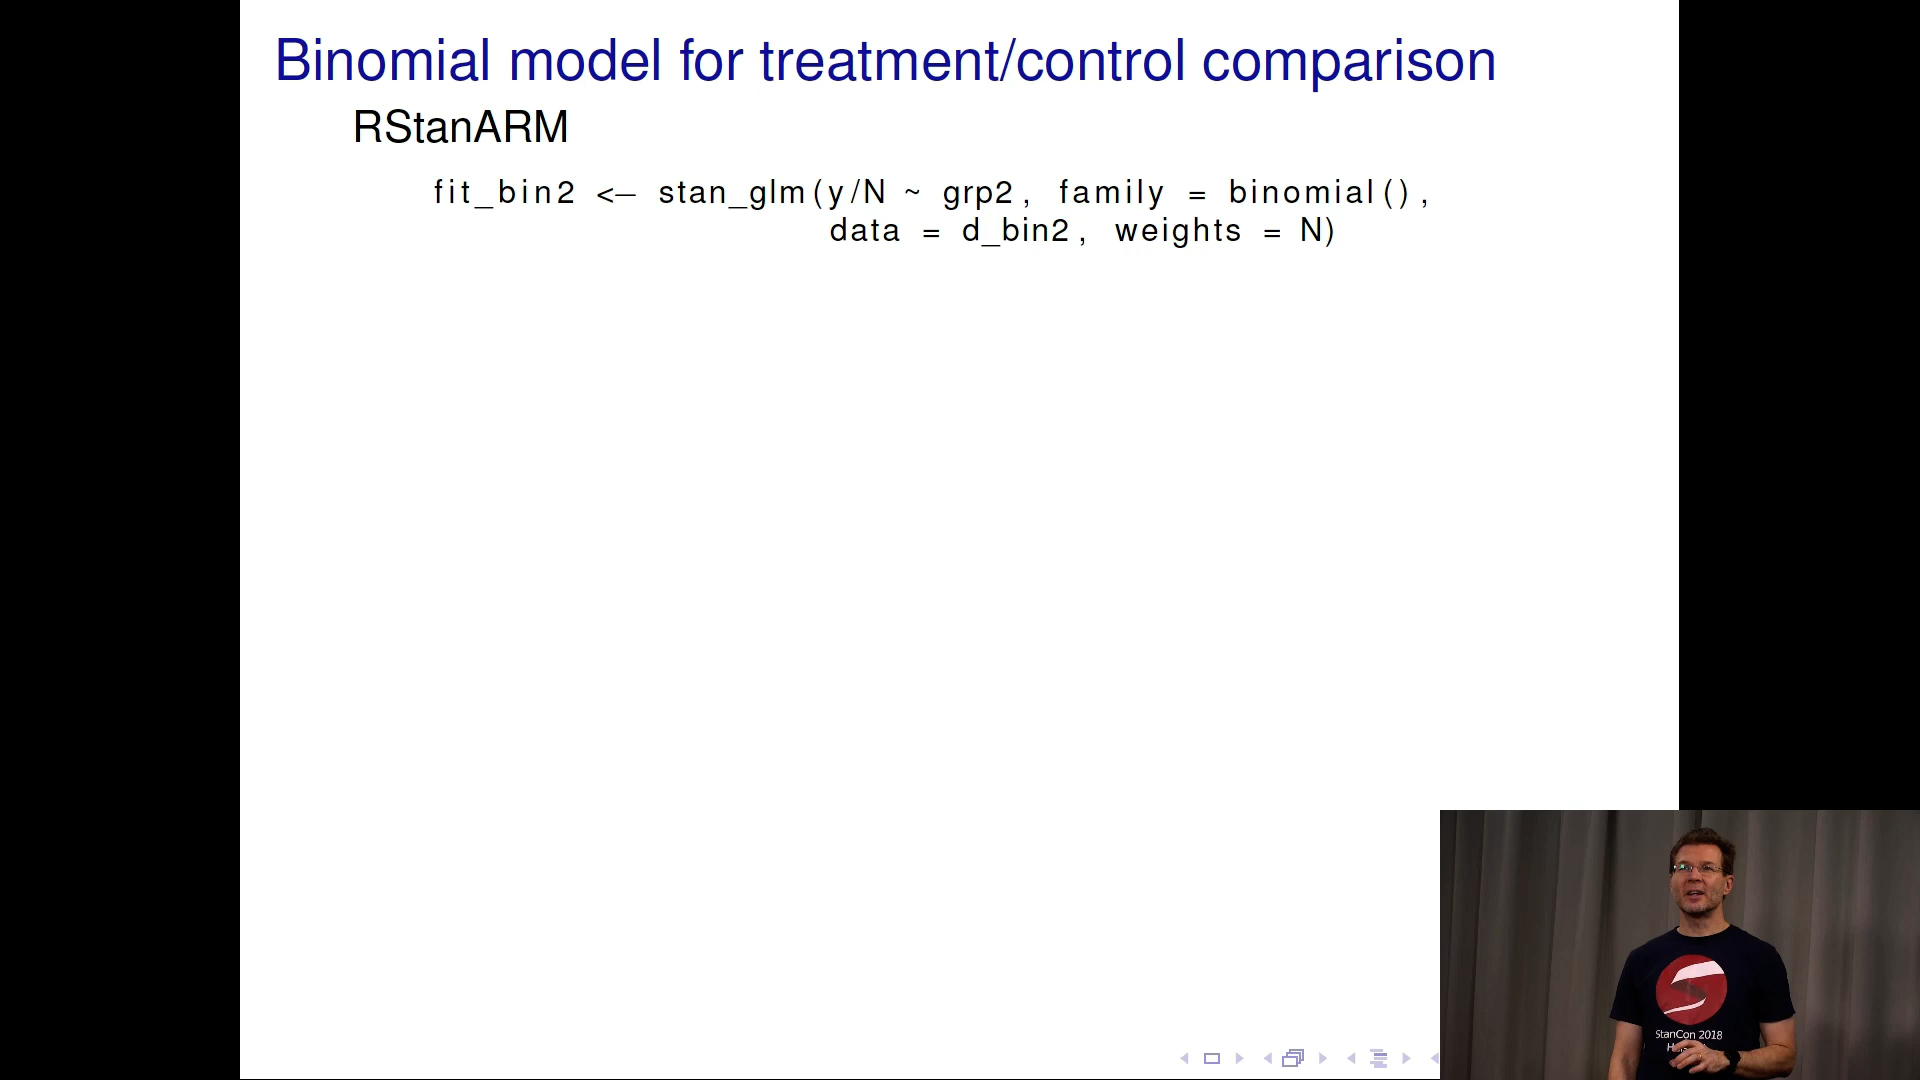 Binomial model for treatment/control comparison
RStanARM
fit_bin2 <– stan_glm(y/N ~ grp2, family = binomial(),
data = d_bin2, weights = N)
StanCon 2018